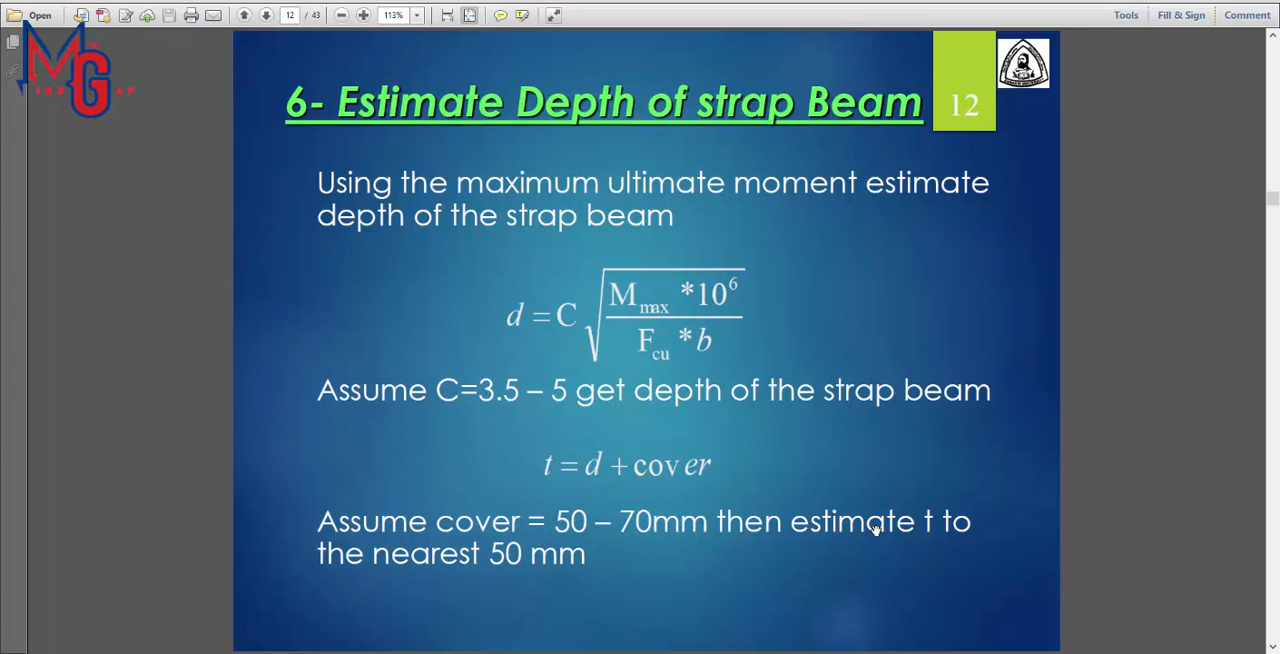 Open
12 / 43
113%
Tools
Fill & Sign
Comment
MG
6- Estimate Depth of strap Beam
12
Using the maximum ultimate moment estimate
depth of the strap beam
d = C √(M_max *10^6 / F_cu * b)
Assume C=3.5 – 5 get depth of the strap beam
t = d + cover
Assume cover = 50 – 70mm then estimate t to
the nearest 50 mm